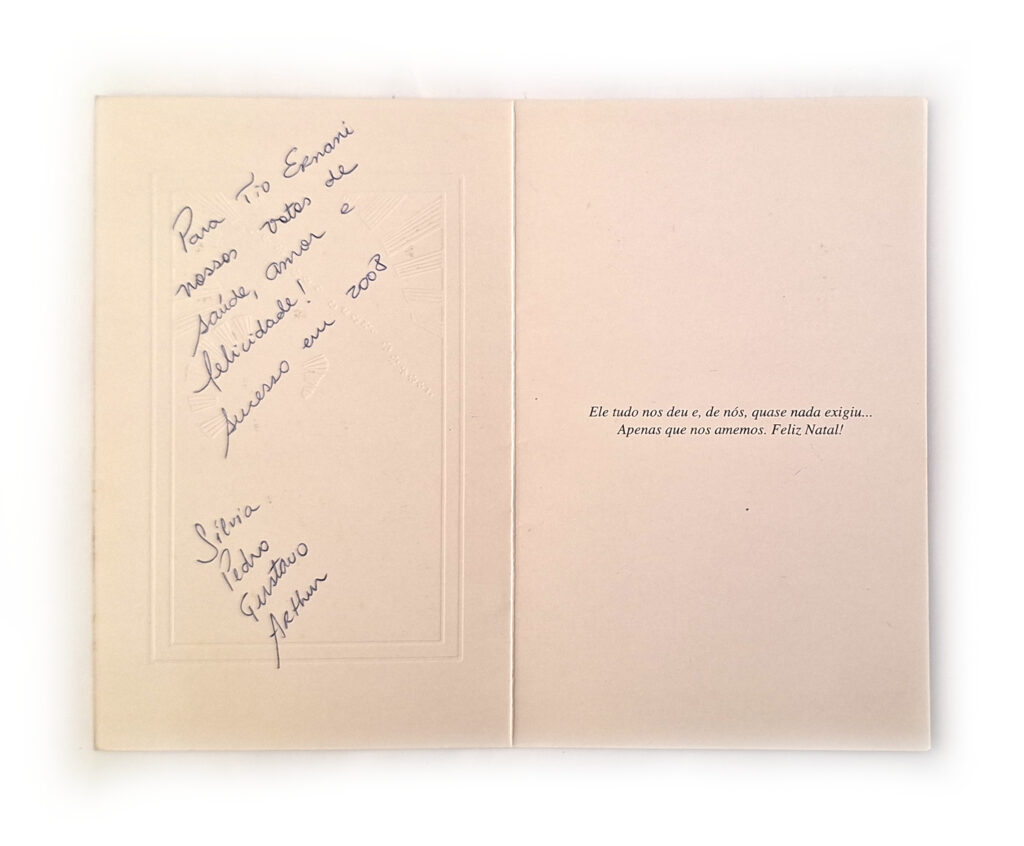 Para Tio Ernani
nossos votos de
saúde, amor e
felicidade!
sucesso em 2008
Silvia
Pedro
Gustavo
Arthur
Ele tudo nos deu e, de nós, quase nada exigiu...
Apenas que nos amemos. Feliz Natal!